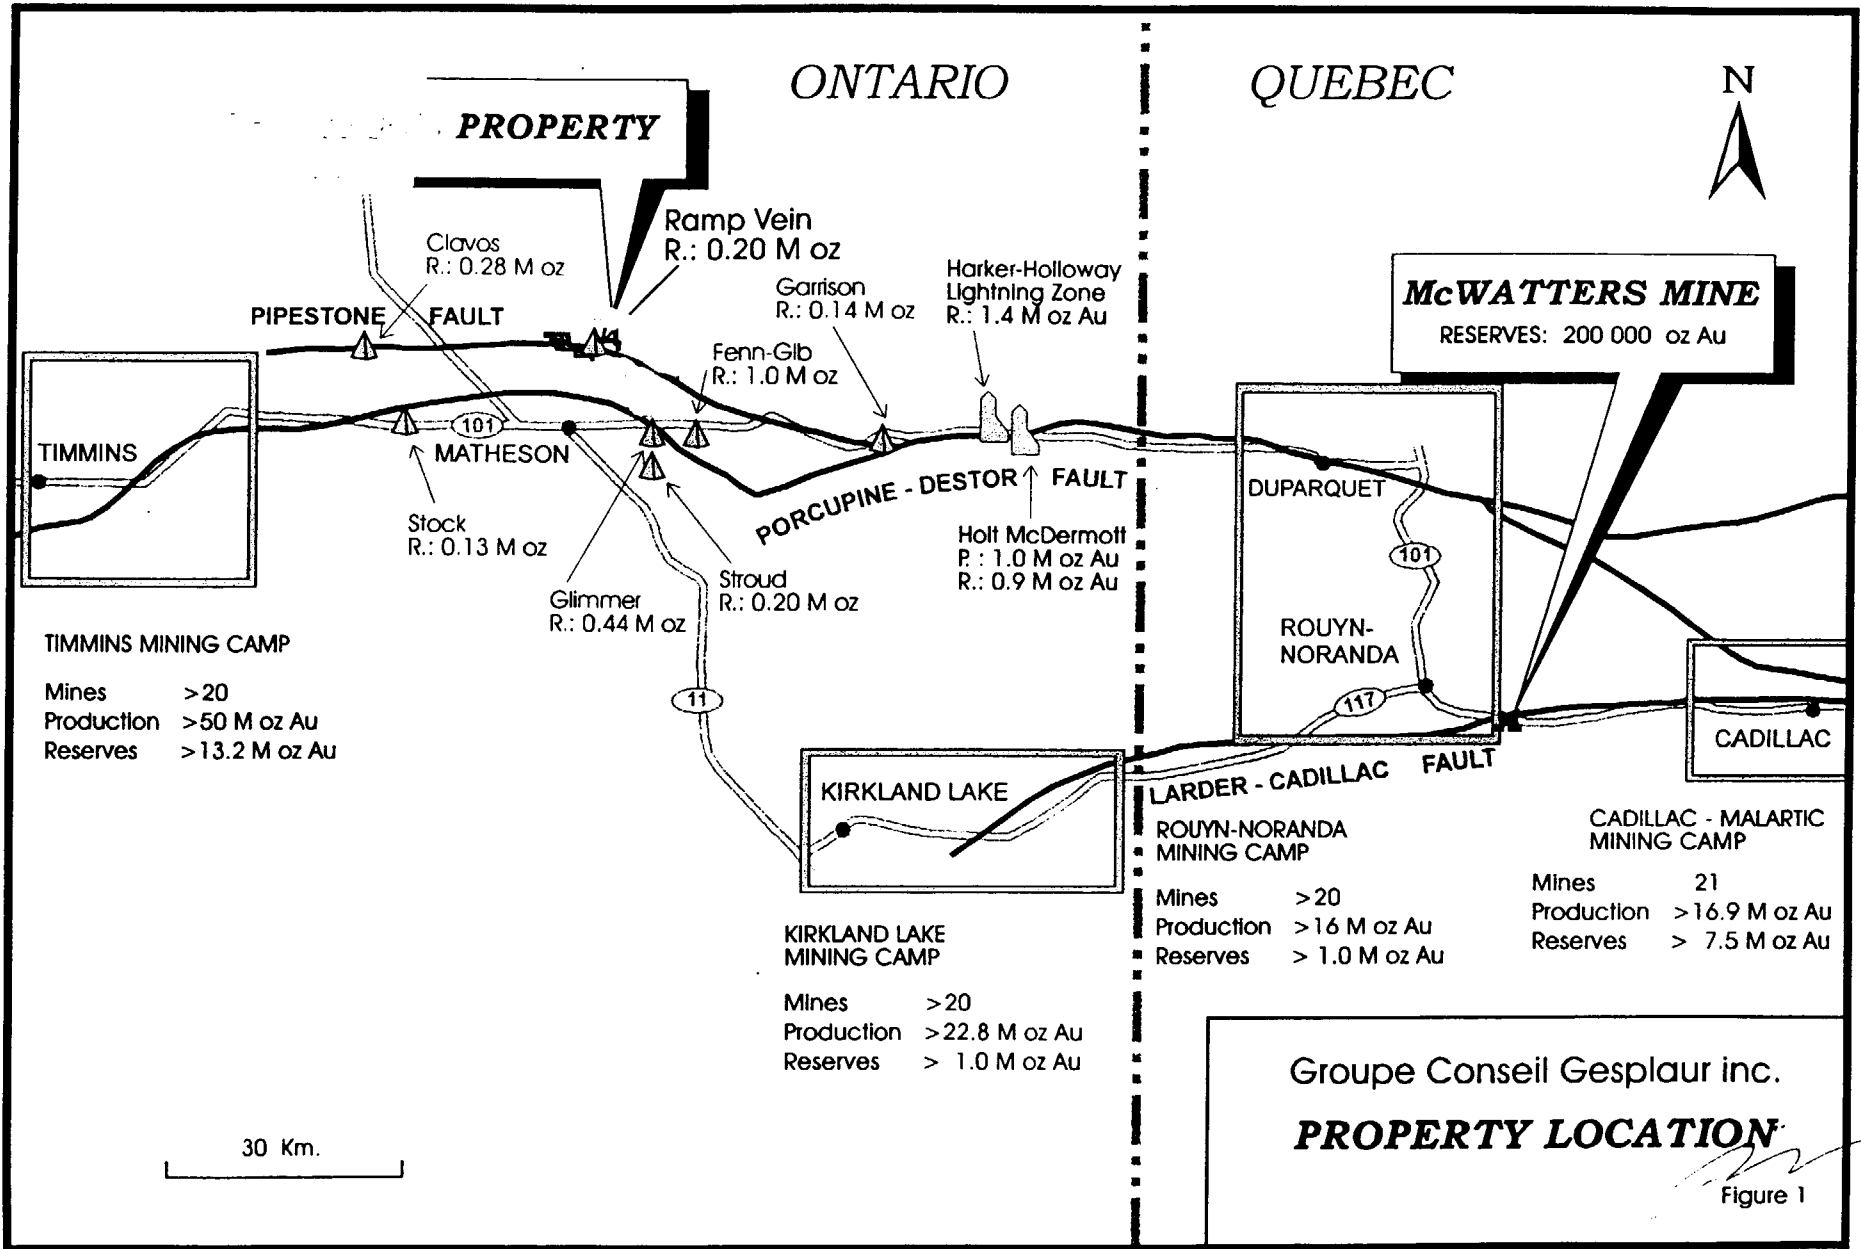 ONTARIO
QUEBEC
N
PROPERTY
Ramp Vein
R.: 0.20 M oz
Clavos
R.: 0.28 M oz
Garrison
R.: 0.14 M oz
Harker-Holloway
Lightning Zone
R.: 1.4 M oz Au
McWATTERS MINE
RESERVES: 200 000 oz Au
PIPESTONE FAULT
Fenn-Gib
R.: 1.0 M oz
TIMMINS
101
MATHESON
PORCUPINE - DESTOR FAULT
DUPARQUET
101
Stock
R.: 0.13 M oz
Holt McDermott
P. : 1.0 M oz Au
R.: 0.9 M oz Au
Stroud
R.: 0.20 M oz
Glimmer
R.: 0.44 M oz
ROUYN-
NORANDA
TIMMINS MINING CAMP
Mines >20
Production >50 M oz Au
Reserves >13.2 M oz Au
11
117
CADILLAC
KIRKLAND LAKE
LARDER - CADILLAC FAULT
ROUYN-NORANDA
MINING CAMP
Mines >20
Production >16 M oz Au
Reserves > 1.0 M oz Au
CADILLAC - MALARTIC
MINING CAMP
Mines 21
Production >16.9 M oz Au
Reserves > 7.5 M oz Au
KIRKLAND LAKE
MINING CAMP
Mines >20
Production >22.8 M oz Au
Reserves > 1.0 M oz Au
30 Km.
Groupe Conseil Gesplaur inc.
PROPERTY LOCATION
Figure 1